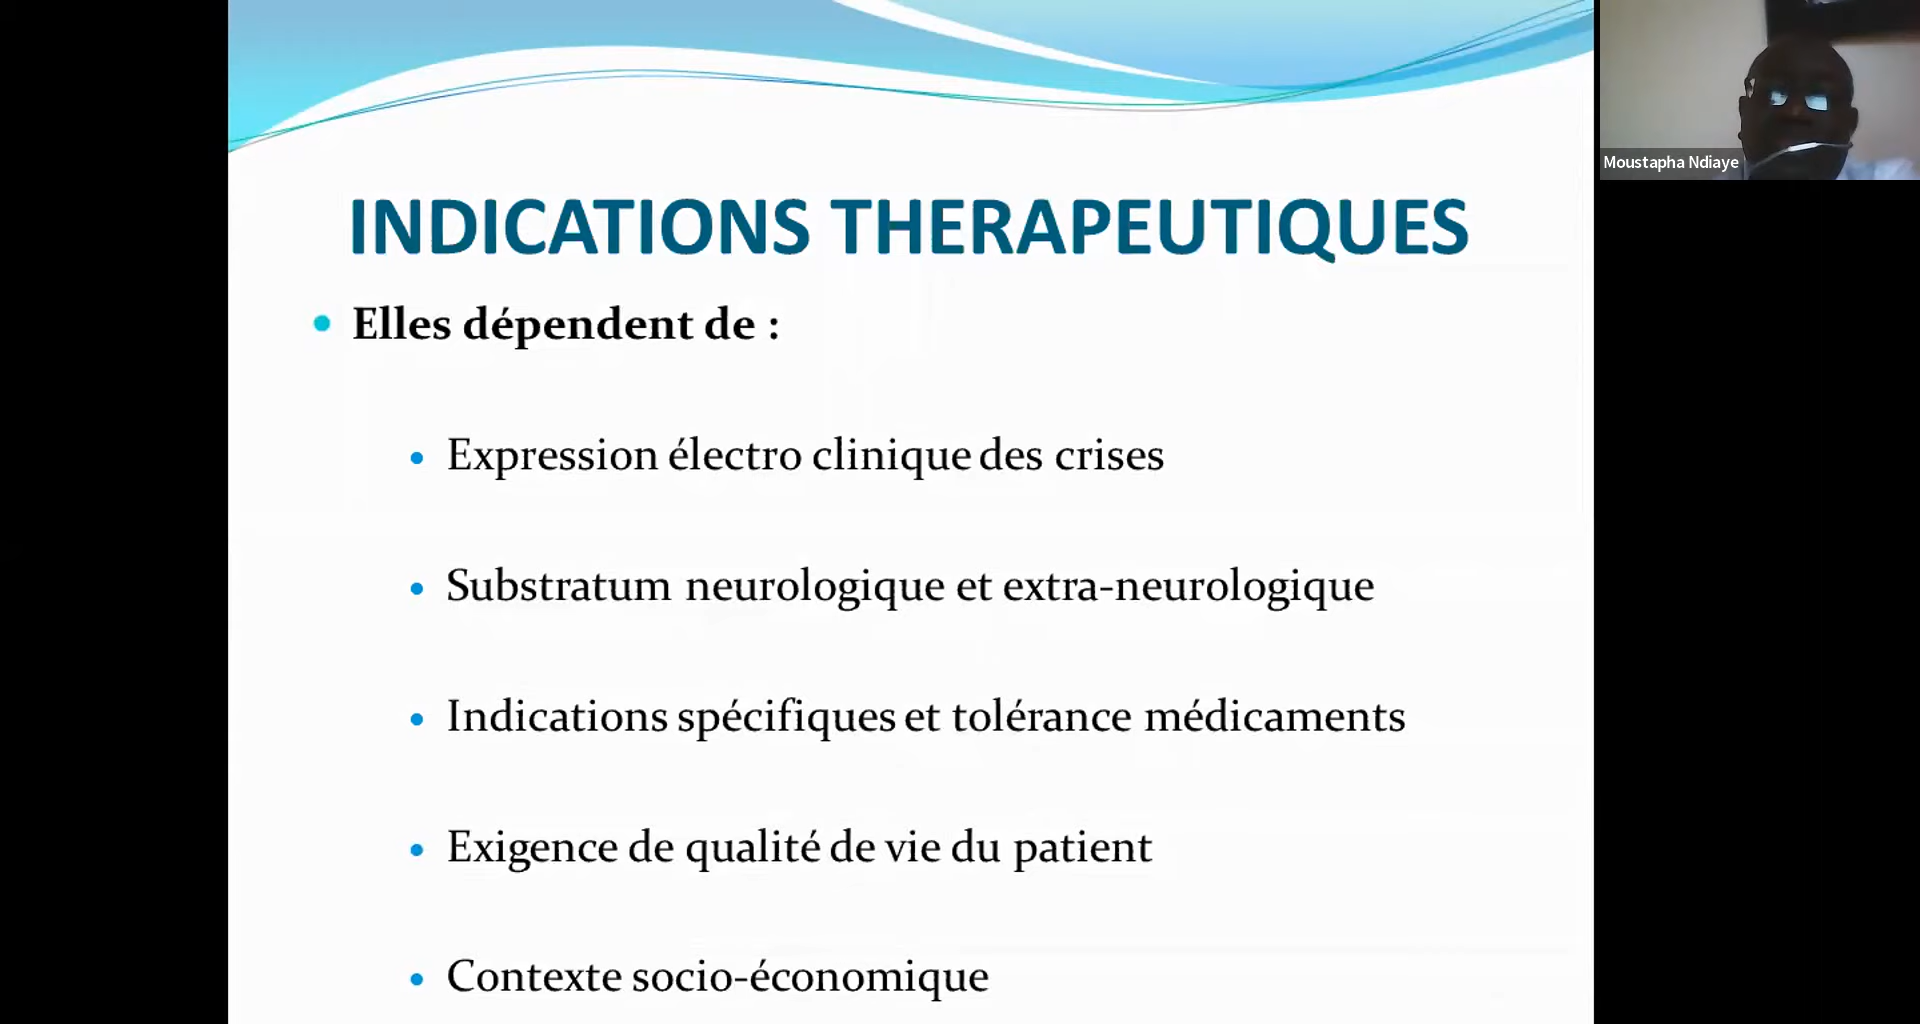 INDICATIONS THERAPEUTIQUES
Elles dépendent de :
Expression électro clinique des crises
Substratum neurologique et extra-neurologique
Indications spécifiques et tolérance médicaments
Exigence de qualité de vie du patient
Contexte socio-économique
Moustapha Ndiaye